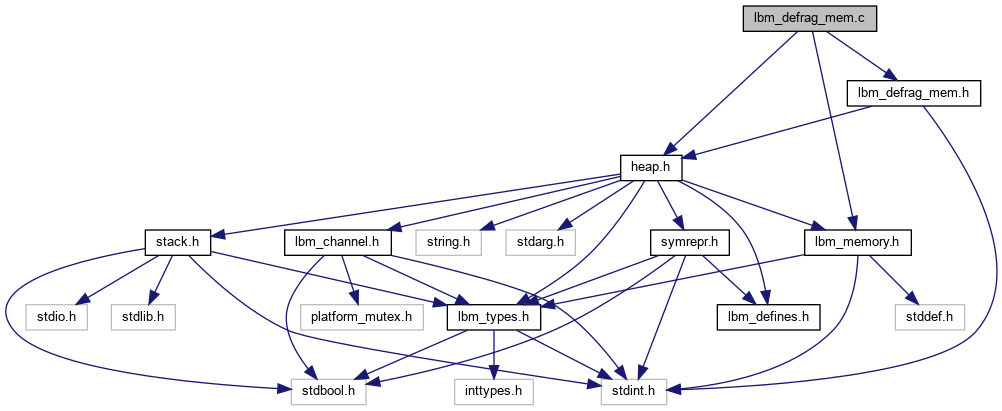 lbm_defrag_mem.c
lbm_defrag_mem.h
heap.h
stack.h
lbm_channel.h
string.h
stdarg.h
symrepr.h
lbm_memory.h
stdio.h
stdlib.h
platform_mutex.h
lbm_types.h
lbm_defines.h
stddef.h
stdbool.h
inttypes.h
stdint.h